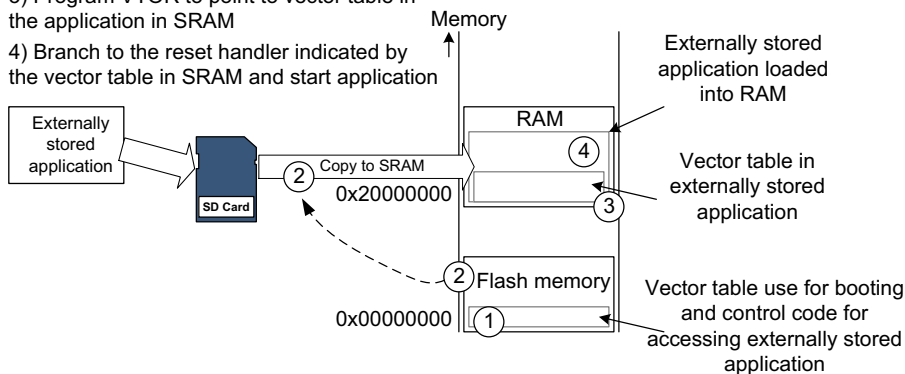 3) Program VTOR to point to vector table in
the application in SRAM
4) Branch to the reset handler indicated by
the vector table in SRAM and start application
Memory
Externally stored
application loaded
into RAM
Externally
stored
application
SD Card
2
Copy to SRAM
0x20000000
RAM
4
3
Vector table in
externally stored
application
2
Flash memory
0x00000000
1
Vector table use for booting
and control code for
accessing externally stored
application